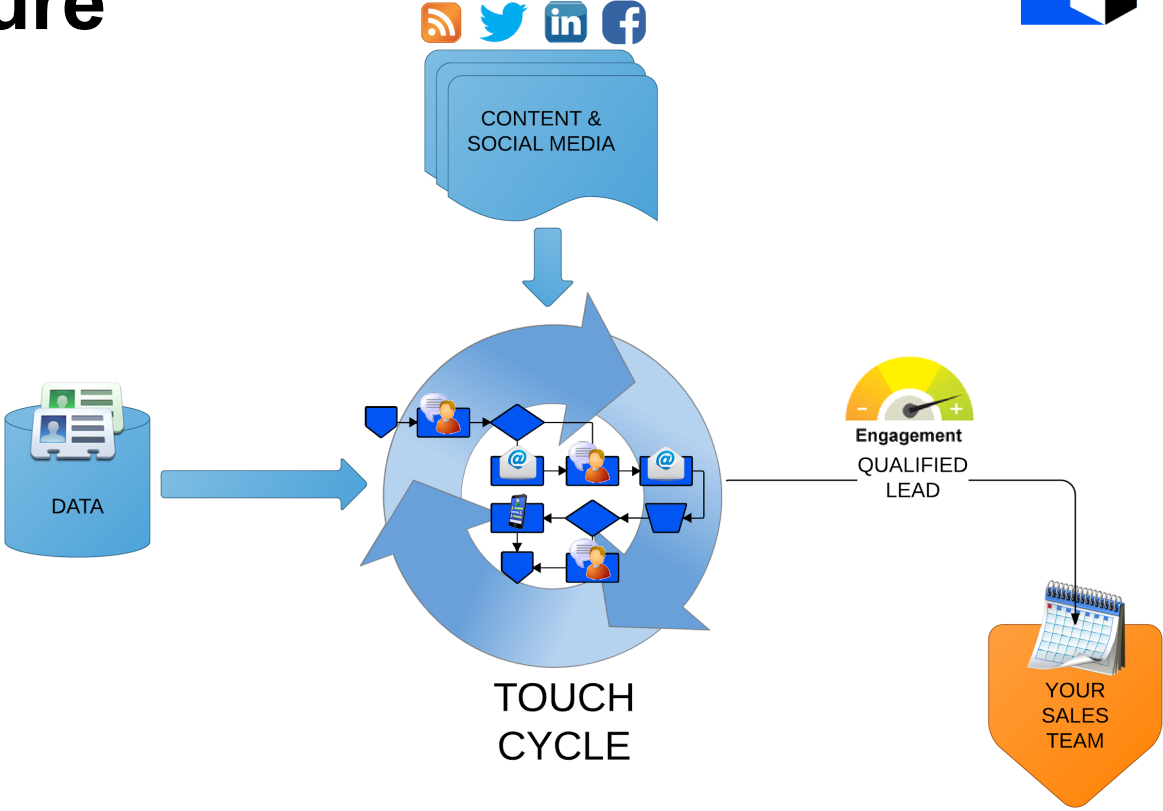 ure
CONTENT &
SOCIAL MEDIA
DATA
Engagement
QUALIFIED
LEAD
TOUCH
CYCLE
YOUR
SALES
TEAM